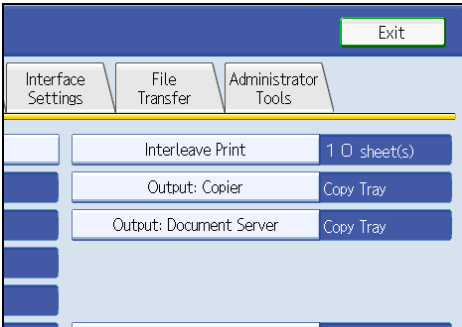 Exit
Interface
Settings
File
Transfer
Administrator
Tools
Interleave Print
10 sheet(s)
Output: Copier
Copy Tray
Output: Document Server
Copy Tray